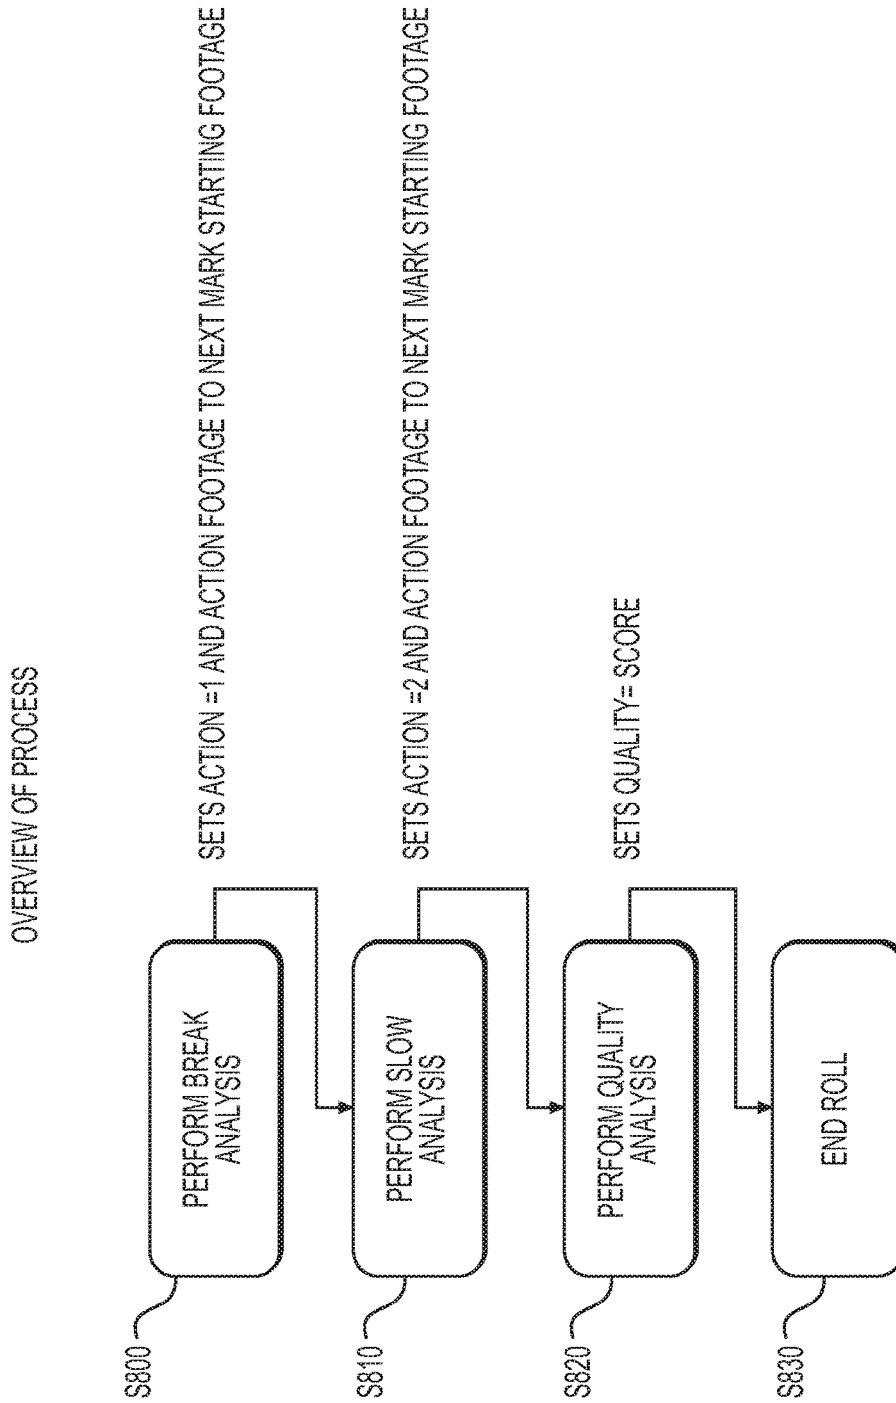 OVERVIEW OF PROCESS
S800
PERFORM BREAK
ANALYSIS
SETS ACTION =1 AND ACTION FOOTAGE TO NEXT MARK STARTING FOOTAGE
S810
PERFORM SLOW
ANALYSIS
SETS ACTION =2 AND ACTION FOOTAGE TO NEXT MARK STARTING FOOTAGE
S820
PERFORM QUALITY
ANALYSIS
SETS QUALITY= SCORE
S830
END ROLL